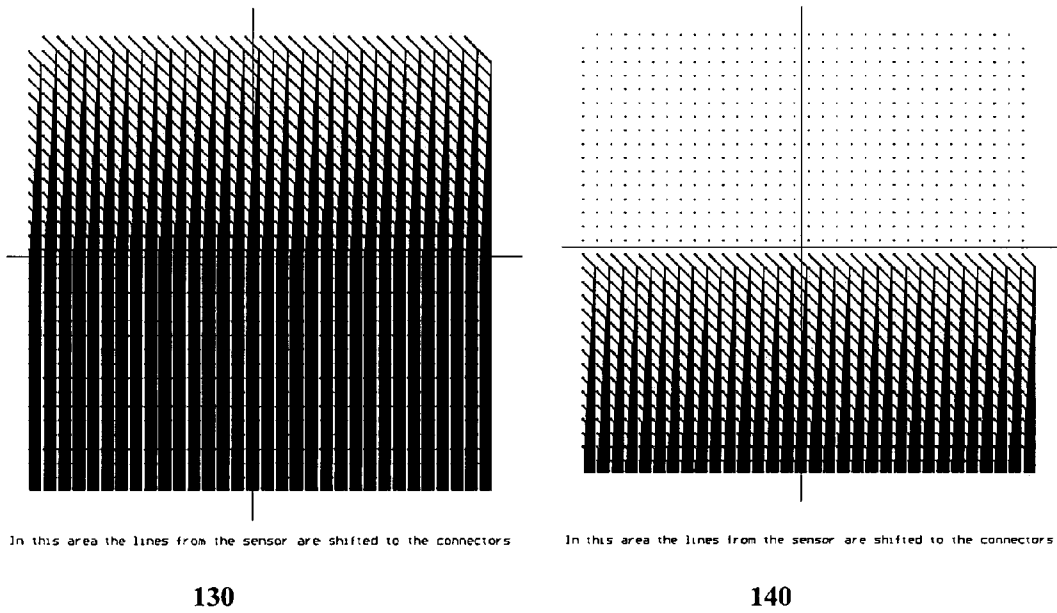 In this area the lines from the sensor are shifted to the connectors
In this area the lines from the sensor are shifted to the connectors
130
140